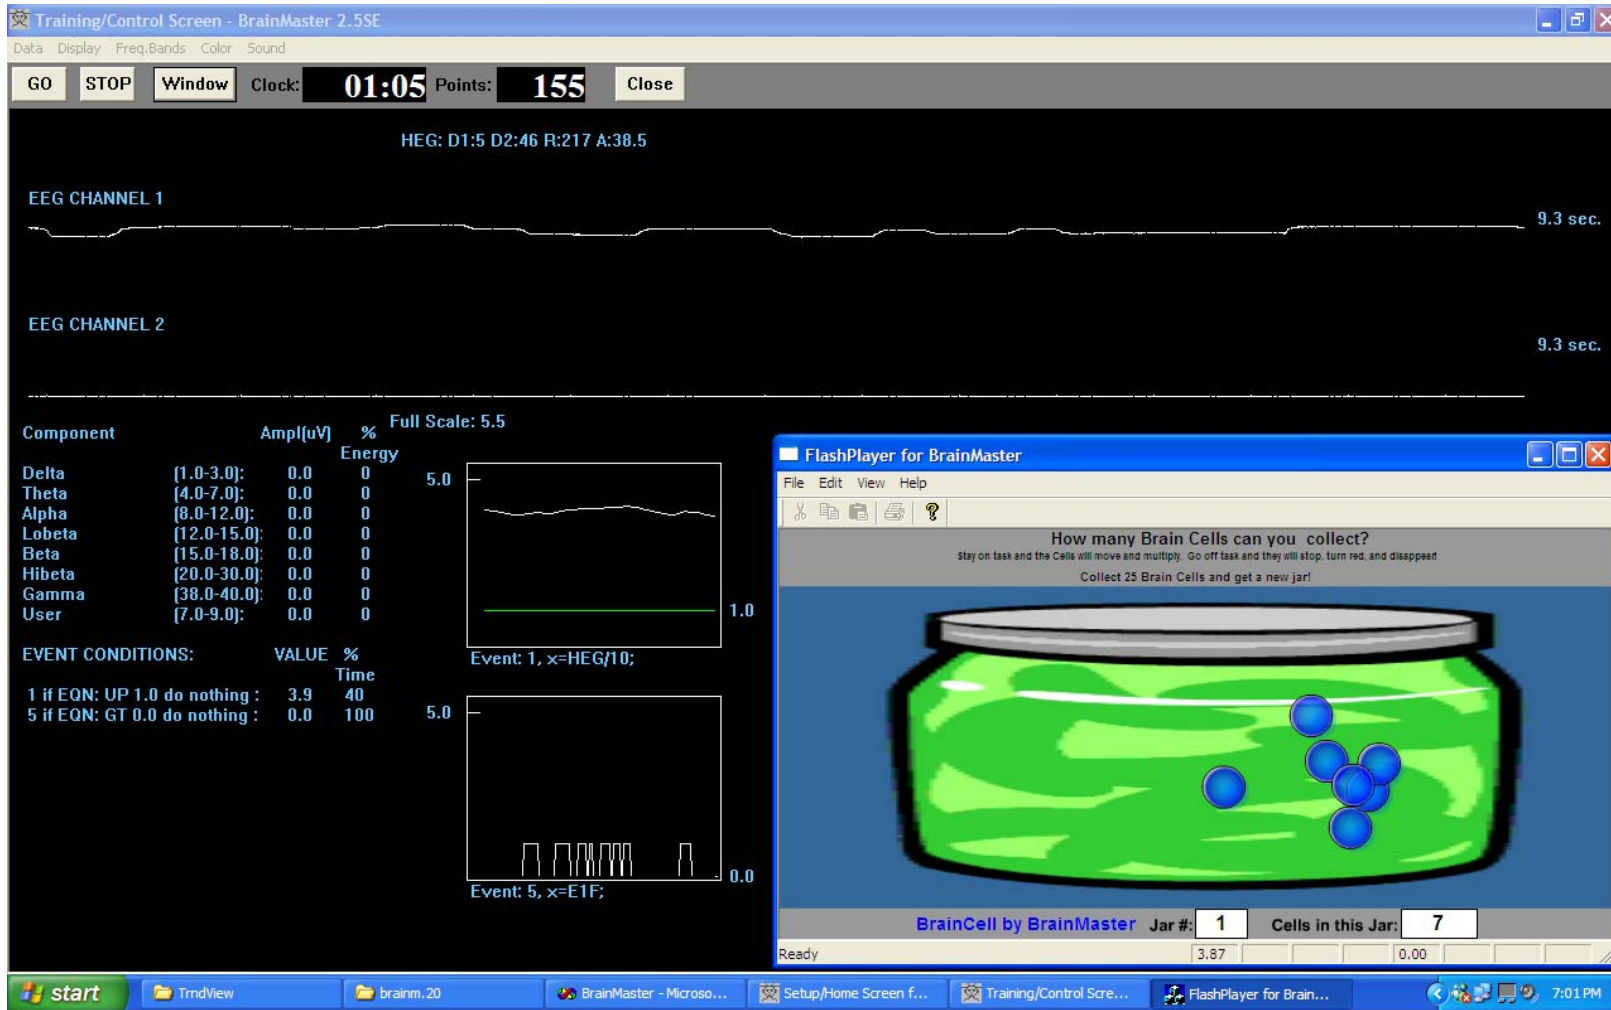 Training/Control Screen - BrainMaster 2.5SE
Data Display Freq.Bands Color Sound
GO STOP Window Clock: 01:05 Points: 155 Close
HEG: D1:5 D2:46 R:217 A:38.5
EEG CHANNEL 1
9.3 sec.
EEG CHANNEL 2
9.3 sec.
Component Ampl(uV) % Energy
Delta (1.0-3.0): 0.0 0
Theta (4.0-7.0): 0.0 0
Alpha (8.0-12.0): 0.0 0
Lobeta (12.0-15.0): 0.0 0
Beta (15.0-18.0): 0.0 0
Hibeta (20.0-30.0): 0.0 0
Gamma (38.0-40.0): 0.0 0
User (7.0-9.0): 0.0 0
EVENT CONDITIONS: VALUE % Time
1 if EQN: UP 1.0 do nothing : 3.9 40
5 if EQN: GT 0.0 do nothing : 0.0 100
Full Scale: 5.5
5.0
1.0
Event: 1, x=HEG/10;
5.0
0.0
Event: 5, x=E1F;
FlashPlayer for BrainMaster
File Edit View Help
How many Brain Cells can you collect?
Stay on task and the Cells will move and multiply. Go off task and they will stop, turn red, and disappear!
Collect 25 Brain Cells and get a new jar!
BrainCell by BrainMaster Jar #: 1 Cells in this Jar: 7
Ready 3.87 0.00
start TrndView brainm.20 BrainMaster - Microso... Setup/Home Screen f... Training/Control Scre... FlashPlayer for Brain... 7:01 PM